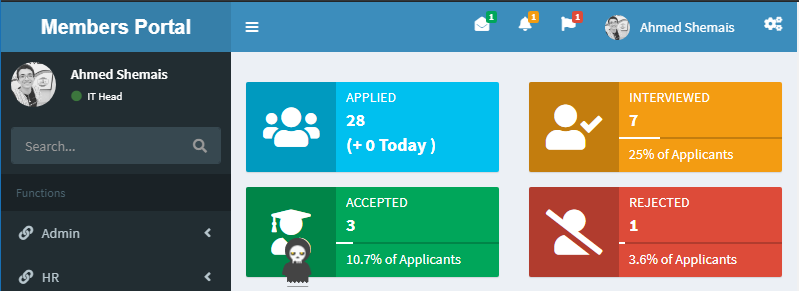 Members Portal
1
1
1
Ahmed Shemais
Ahmed Shemais
IT Head
Search...
Functions
Admin
HR
APPLIED
28
(+ 0 Today )
INTERVIEWED
7
25% of Applicants
ACCEPTED
3
10.7% of Applicants
REJECTED
1
3.6% of Applicants